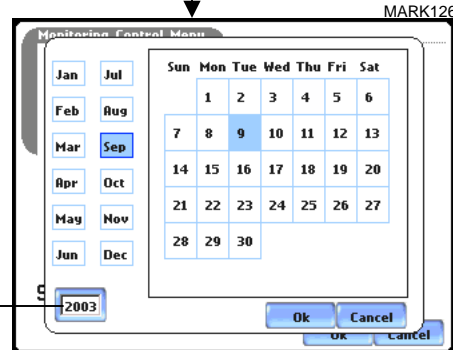 MARK126
Monitoring Control Menu
Jan Jul
Feb Aug
Mar Sep
Apr Oct
May Nov
Jun Dec
Sun Mon Tue Wed Thu Fri Sat
1 2 3 4 5 6
7 8 9 10 11 12 13
14 15 16 17 18 19 20
21 22 23 24 25 26 27
28 29 30
S
2003
Ok Cancel
Ok Cancel